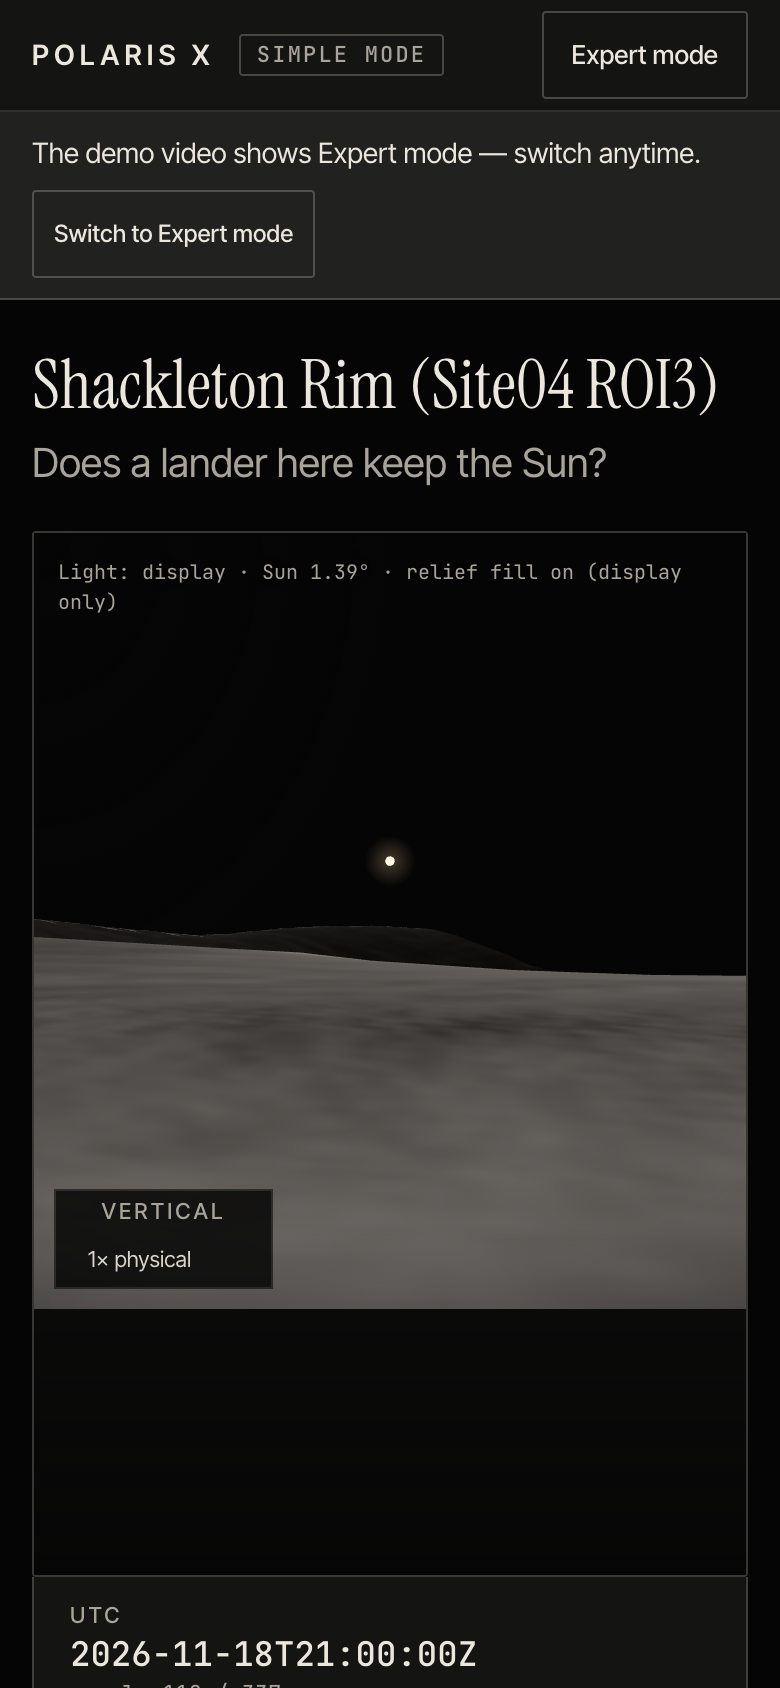 POLARIS X
SIMPLE MODE
Expert mode
The demo video shows Expert mode — switch anytime.
Switch to Expert mode
Shackleton Rim (Site04 ROI3)
Does a lander here keep the Sun?
Light: display · Sun 1.39° · relief fill on (display
only)
VERTICAL
1× physical
UTC
2026-11-18T21:00:00Z